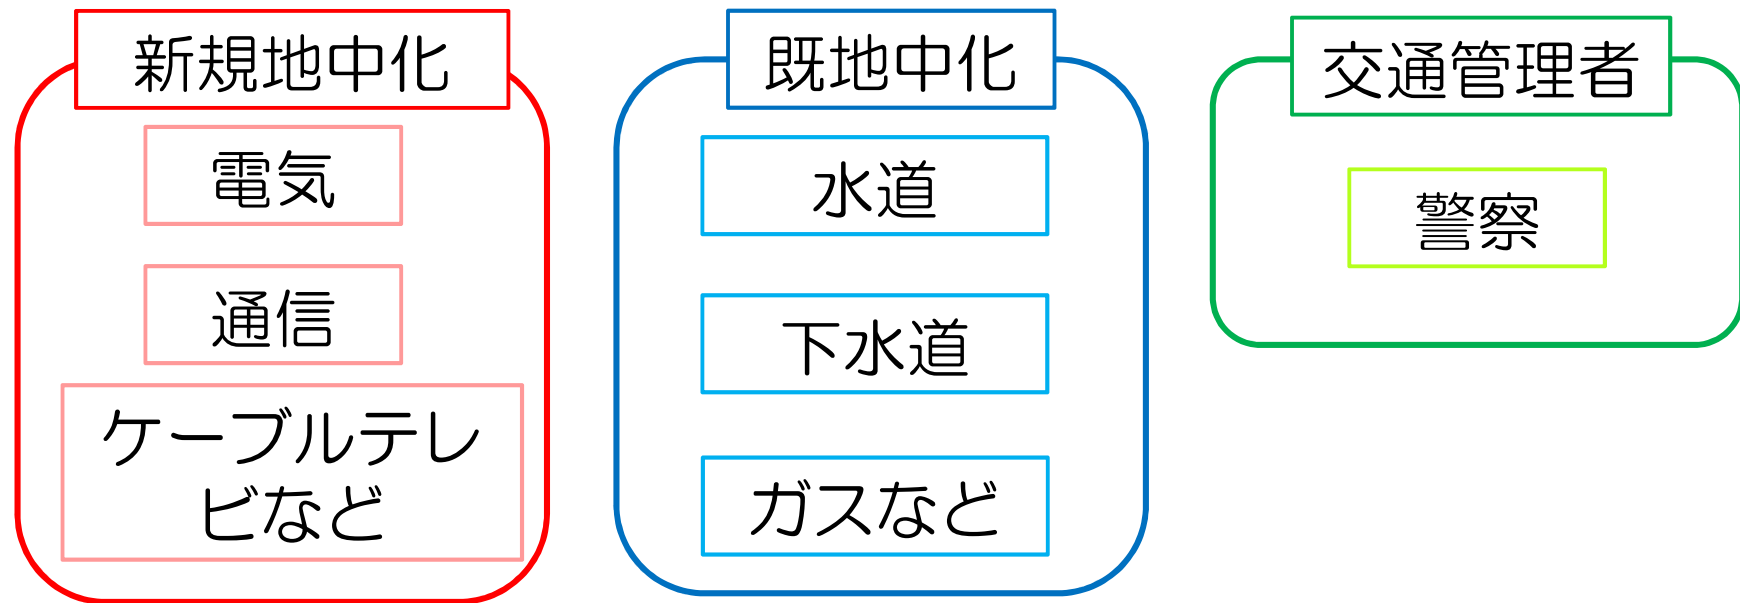 新規地中化
電気
通信
ケーブルテレ
ビなど
既地中化
水道
下水道
ガスなど
交通管理者
警察